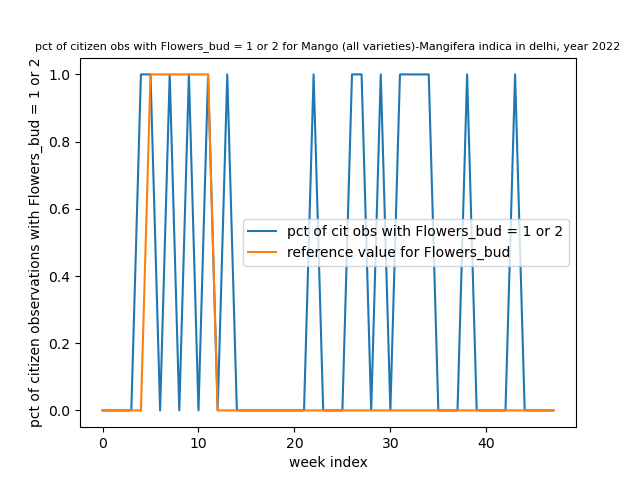 pct of citizen obs with Flowers_bud = 1 or 2 for Mango (all varieties)-Mangifera indica in delhi, year 2022
pct of citizen observations with Flowers_bud = 1 or 2
1.0
0.8
0.6
0.4
0.2
0.0
pct of cit obs with Flowers_bud = 1 or 2
reference value for Flowers_bud
0 10 20 30 40
week index